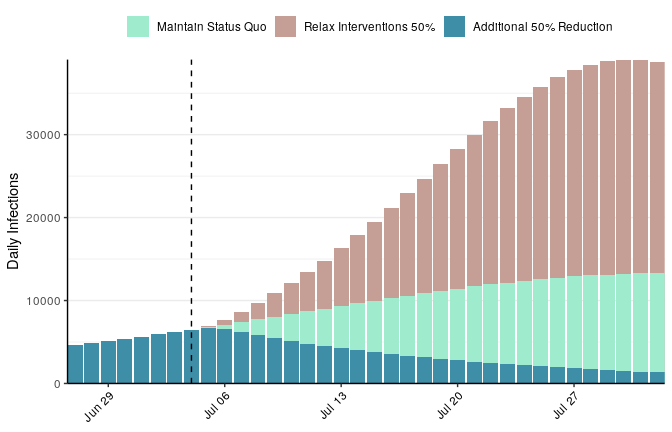 Maintain Status Quo Relax Interventions 50% Additional 50% Reduction
Daily Infections
30000
20000
10000
0
Jun 29 Jul 06 Jul 13 Jul 20 Jul 27